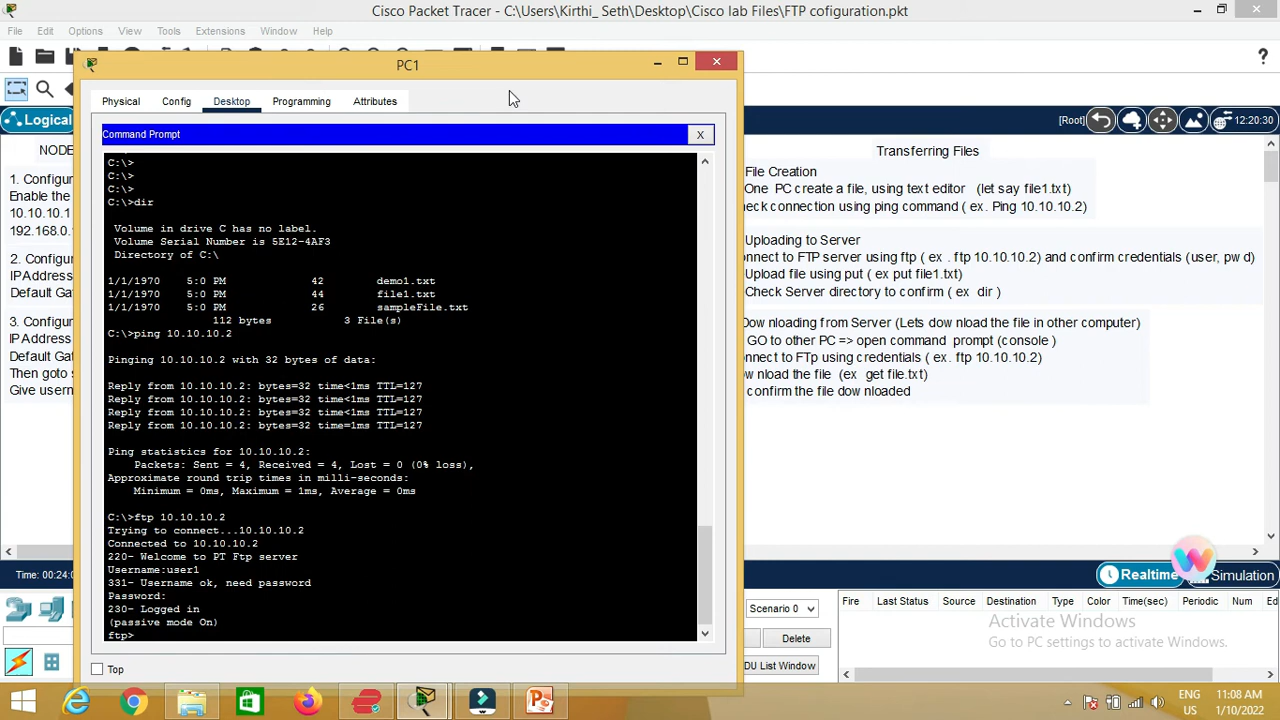 Cisco Packet Tracer - C:\Users\Kirthi_ Seth\Desktop\Cisco lab Files\FTP cofiguration.pkt
File Edit Options View Tools Extensions Window Help
PC1
Physical Config Desktop Programming Attributes
Logical
[Root]
12:20:30
Command Prompt
X
C:\>
C:\>
C:\>
C:\>dir
Volume in drive C has no label.
Volume Serial Number is 5E12-4AF3
Directory of C:\
1/1/1970 5:0 PM 42 demo1.txt
1/1/1970 5:0 PM 44 file1.txt
1/1/1970 5:0 PM 26 sampleFile.txt
112 bytes 3 File(s)
C:\>ping 10.10.10.2
Pinging 10.10.10.2 with 32 bytes of data:
Reply from 10.10.10.2: bytes=32 time<1ms TTL=127
Reply from 10.10.10.2: bytes=32 time<1ms TTL=127
Reply from 10.10.10.2: bytes=32 time<1ms TTL=127
Reply from 10.10.10.2: bytes=32 time=1ms TTL=127
Ping statistics for 10.10.10.2:
Packets: Sent = 4, Received = 4, Lost = 0 (0% loss),
Approximate round trip times in milli-seconds:
Minimum = 0ms, Maximum = 1ms, Average = 0ms
C:\>ftp 10.10.10.2
Trying to connect...10.10.10.2
Connected to 10.10.10.2
220- Welcome to PT Ftp server
Username:user1
331- Username ok, need password
Password:
230- Logged in
(passive mode On)
ftp>
Top
NODE
1. Configur
Enable the
10.10.10.1
192.168.0.
2. Configur
IPAddress
Default Gat
3. Configur
IP Address
Default Gat
Then goto s
Give usern
Transferring Files
File Creation
One PC create a file, using text editor (let say file1.txt)
heck connection using ping command ( ex. Ping 10.10.10.2)
Uploading to Server
onnect to FTP server using ftp ( ex . ftp 10.10.10.2) and confirm credentials (user, pw d)
Upload file using put ( ex put file1.txt)
Check Server directory to confirm ( ex dir )
Dow nloading from Server (Lets dow nload the file in other computer)
GO to other PC => open command prompt (console )
onnect to FTp using credentials ( ex. ftp 10.10.10.2)
ow nload the file (ex get file.txt)
confirm the file dow nloaded
Time: 00:24:0
Realtime
Simulation
Scenario 0
Delete
DU List Window
Fire Last Status Source Destination Type Color Time(sec) Periodic Num Ed
Activate Windows
Go to PC settings to activate Windows.
ENG
US
11:08 AM
1/10/2022